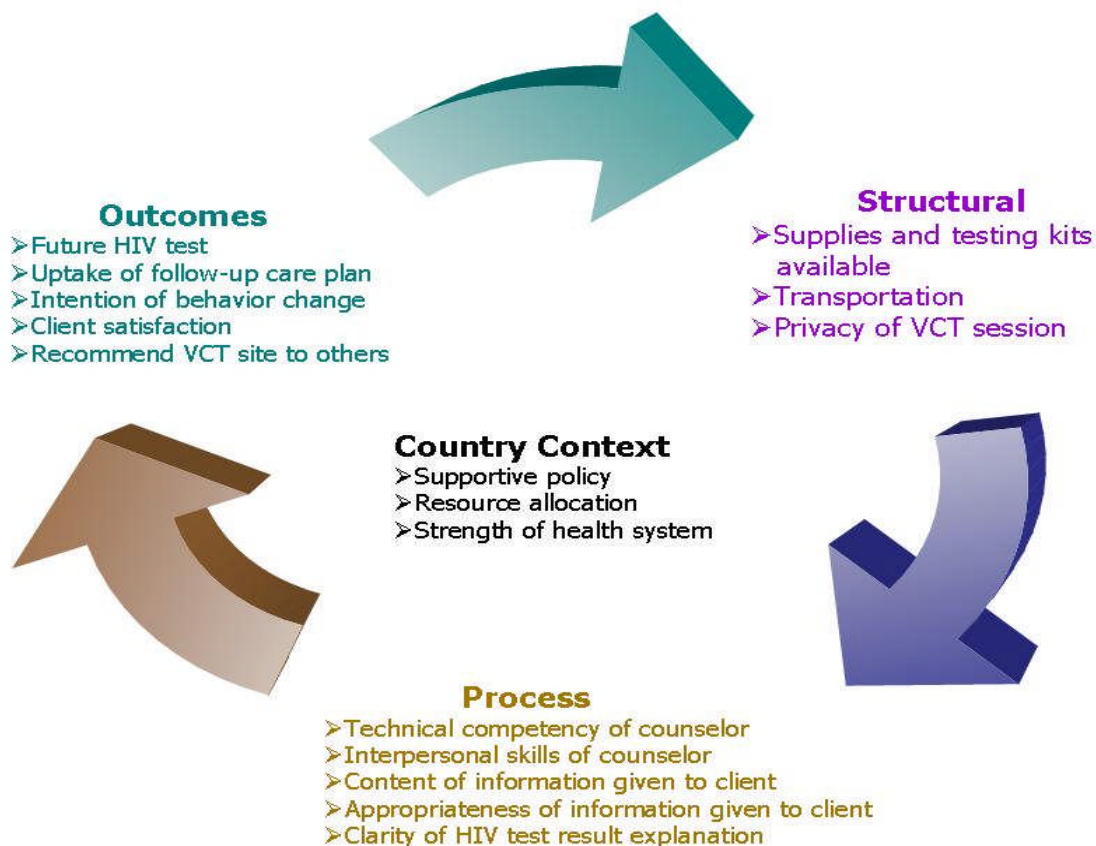 Outcomes
➢Future HIV test
➢Uptake of follow-up care plan
➢Intention of behavior change
➢Client satisfaction
➢Recommend VCT site to others
Structural
➢Supplies and testing kits
available
➢Transportation
➢Privacy of VCT session
Country Context
➢Supportive policy
➢Resource allocation
➢Strength of health system
Process
➢Technical competency of counselor
➢Interpersonal skills of counselor
➢Content of information given to client
➢Appropriateness of information given to client
➢Clarity of HIV test result explanation